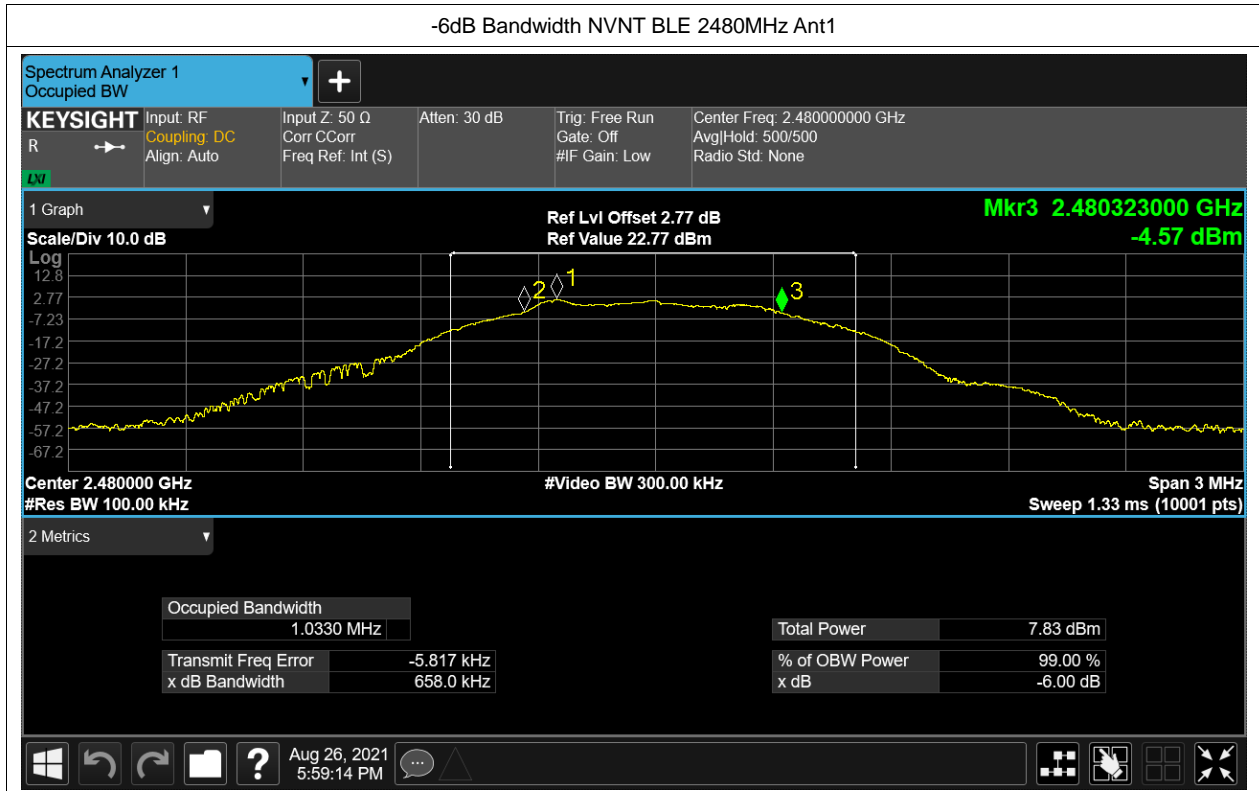 -6dB Bandwidth NVNT BLE 2480MHz Ant1
Spectrum Analyzer 1
Occupied BW
KEYSIGHT
R
LXI
Input: RF
Coupling: DC
Align: Auto
Input Z: 50 Ω
Corr CCorr
Freq Ref: Int (S)
Atten: 30 dB
Trig: Free Run
Gate: Off
#IF Gain: Low
Center Freq: 2.480000000 GHz
Avg|Hold: 500/500
Radio Std: None
1 Graph
Scale/Div 10.0 dB
Ref Lvl Offset 2.77 dB
Ref Value 22.77 dBm
Mkr3 2.480323000 GHz
-4.57 dBm
Log
12.8
2.77
-7.23
-17.2
-27.2
-37.2
-47.2
-57.2
-67.2
2
1
3
Center 2.480000 GHz
#Res BW 100.00 kHz
#Video BW 300.00 kHz
Span 3 MHz
Sweep 1.33 ms (10001 pts)
2 Metrics
Occupied Bandwidth
1.0330 MHz
Transmit Freq Error -5.817 kHz
x dB Bandwidth 658.0 kHz
Total Power 7.83 dBm
% of OBW Power 99.00 %
x dB -6.00 dB
Aug 26, 2021
5:59:14 PM